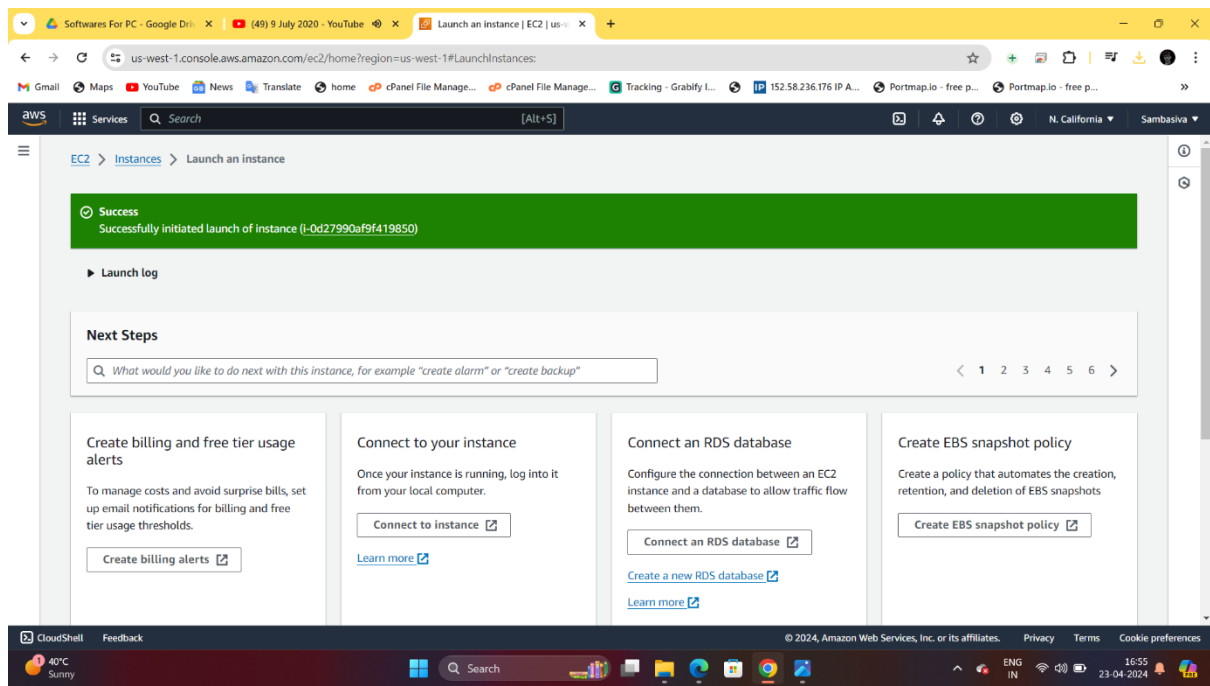 Softwares For PC - Google Driv
(49) 9 July 2020 - YouTube
Launch an instance | EC2 | us-w
us-west-1.console.aws.amazon.com/ec2/home?region=us-west-1#LaunchInstances:
Gmail Maps YouTube News Translate home cPanel File Manage... cPanel File Manage... Tracking - Grabify I... IP 152.58.236.176 IP A... Portmap.io - free p... Portmap.io - free p... »
aws Services Search [Alt+S] N. California Sambasiva
EC2 > Instances > Launch an instance
Success
Successfully initiated launch of instance (i-0d27990af9f419850)
Launch log
Next Steps
What would you like to do next with this instance, for example "create alarm" or "create backup"
1 2 3 4 5 6
Create billing and free tier usage
alerts
To manage costs and avoid surprise bills, set
up email notifications for billing and free
tier usage thresholds.
Create billing alerts
Connect to your instance
Once your instance is running, log into it
from your local computer.
Connect to instance
Learn more
Connect an RDS database
Configure the connection between an EC2
instance and a database to allow traffic flow
between them.
Connect an RDS database
Create a new RDS database
Learn more
Create EBS snapshot policy
Create a policy that automates the creation,
retention, and deletion of EBS snapshots
Create EBS snapshot policy
CloudShell Feedback © 2024, Amazon Web Services, Inc. or its affiliates. Privacy Terms Cookie preferences
1
40°C
Sunny
Search
ENG
IN
16:55
23-04-2024